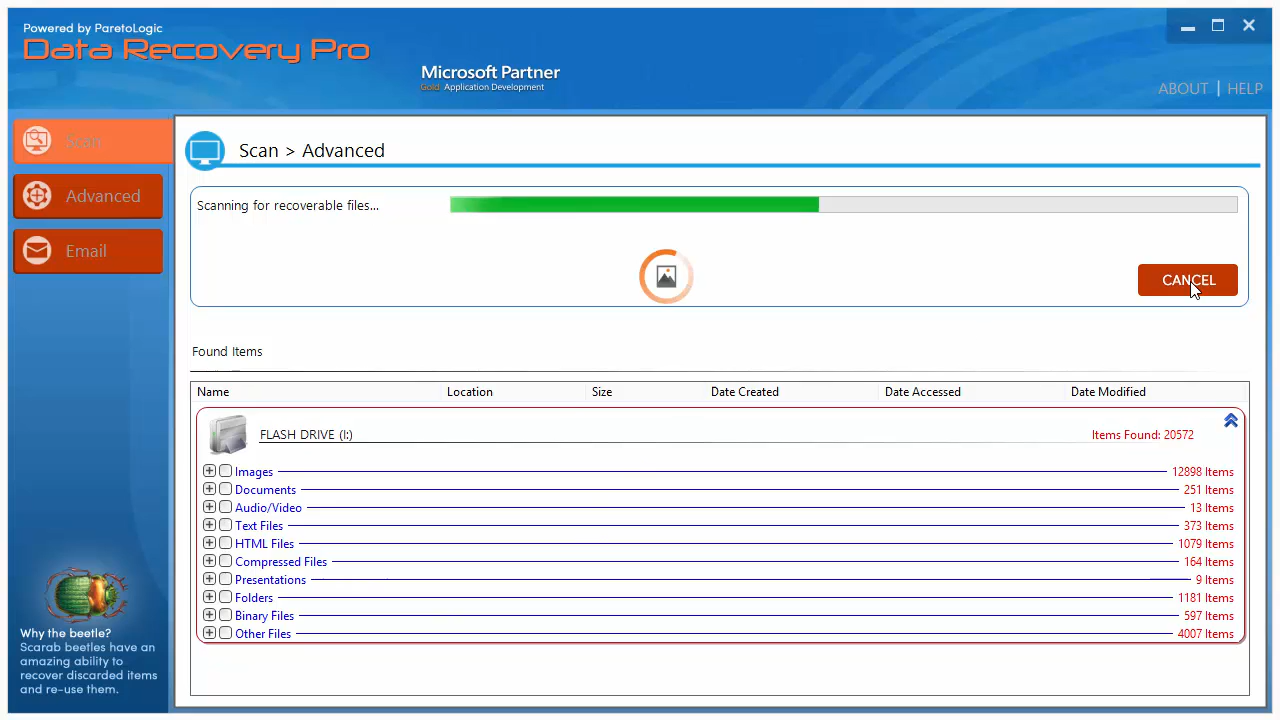 Powered by ParetoLogic
Data Recovery Pro
Microsoft Partner
Gold Application Development
ABOUT | HELP
Scan
Advanced
Email
Scan > Advanced
Scanning for recoverable files...
CANCEL
Found Items
Name Location Size Date Created Date Accessed Date Modified
FLASH DRIVE (I:) Items Found: 20572
Images 12898 Items
Documents 251 Items
Audio/Video 13 Items
Text Files 373 Items
HTML Files 1079 Items
Compressed Files 164 Items
Presentations 9 Items
Folders 1181 Items
Binary Files 597 Items
Other Files 4007 Items
Why the beetle?
Scarab beetles have an
amazing ability to
recover discarded items
and re-use them.